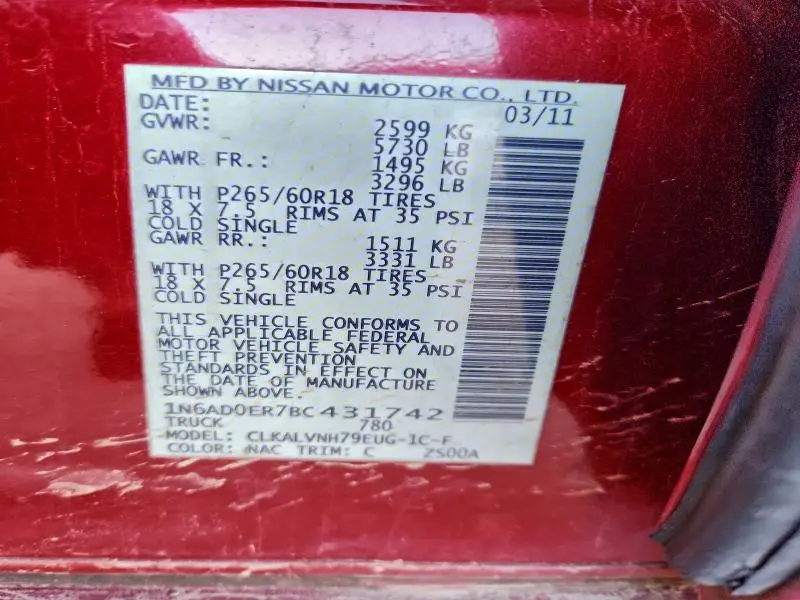 MFD BY NISSAN MOTOR CO., LTD.
DATE: 03/11
GVWR: 2599 KG
5730 LB
GAWR FR.: 1495 KG
3296 LB
WITH P265/60R18 TIRES
18 X 7.5 RIMS AT 35 PSI
COLD SINGLE
GAWR RR.: 1511 KG
3331 LB
WITH P265/60R18 TIRES
18 X 7.5 RIMS AT 35 PSI
COLD SINGLE
THIS VEHICLE CONFORMS TO
ALL APPLICABLE FEDERAL
MOTOR VEHICLE SAFETY AND
THEFT PREVENTION
STANDARDS IN EFFECT ON
THE DATE OF MANUFACTURE
SHOWN ABOVE.
1N6AD0ER7BC431742
TRUCK 780
MODEL: CLKALVNH79EUG-1C-F
COLOR: NAC TRIM: C ZS00A